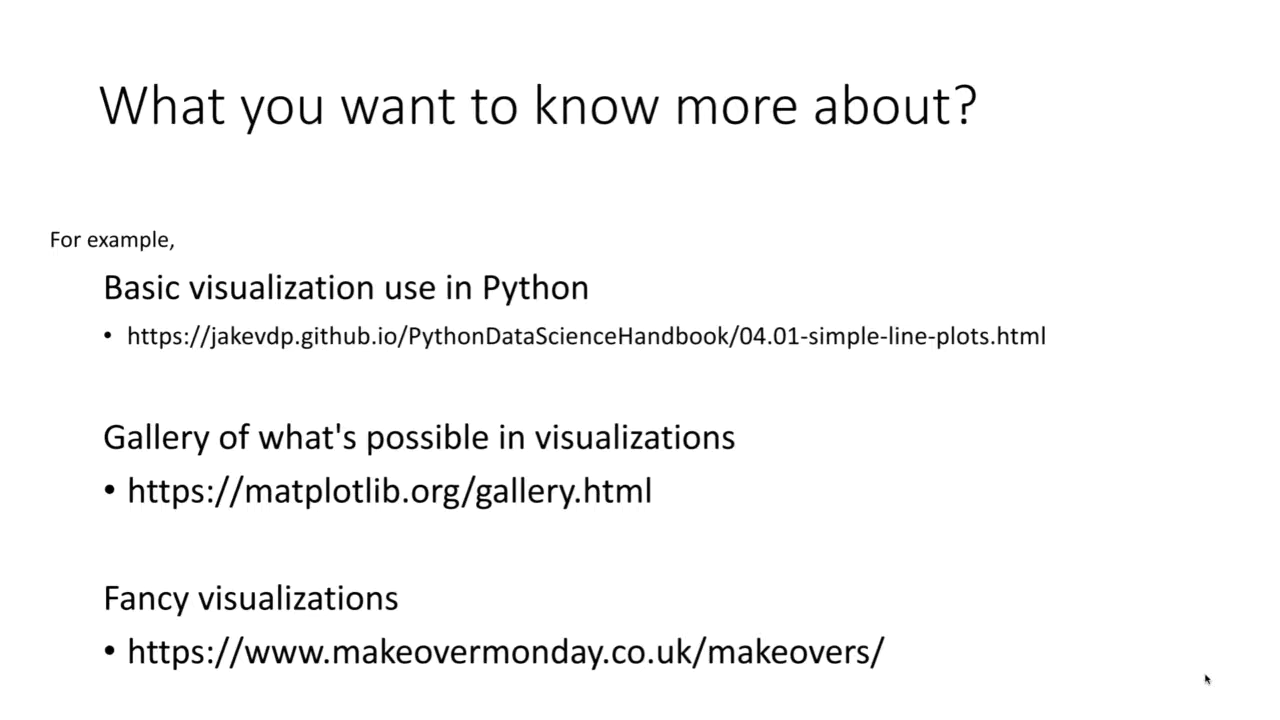 What you want to know more about?
For example,
Basic visualization use in Python
• https://jakevdp.github.io/PythonDataScienceHandbook/04.01-simple-line-plots.html
Gallery of what's possible in visualizations
• https://matplotlib.org/gallery.html
Fancy visualizations
• https://www.makeovermonday.co.uk/makeovers/